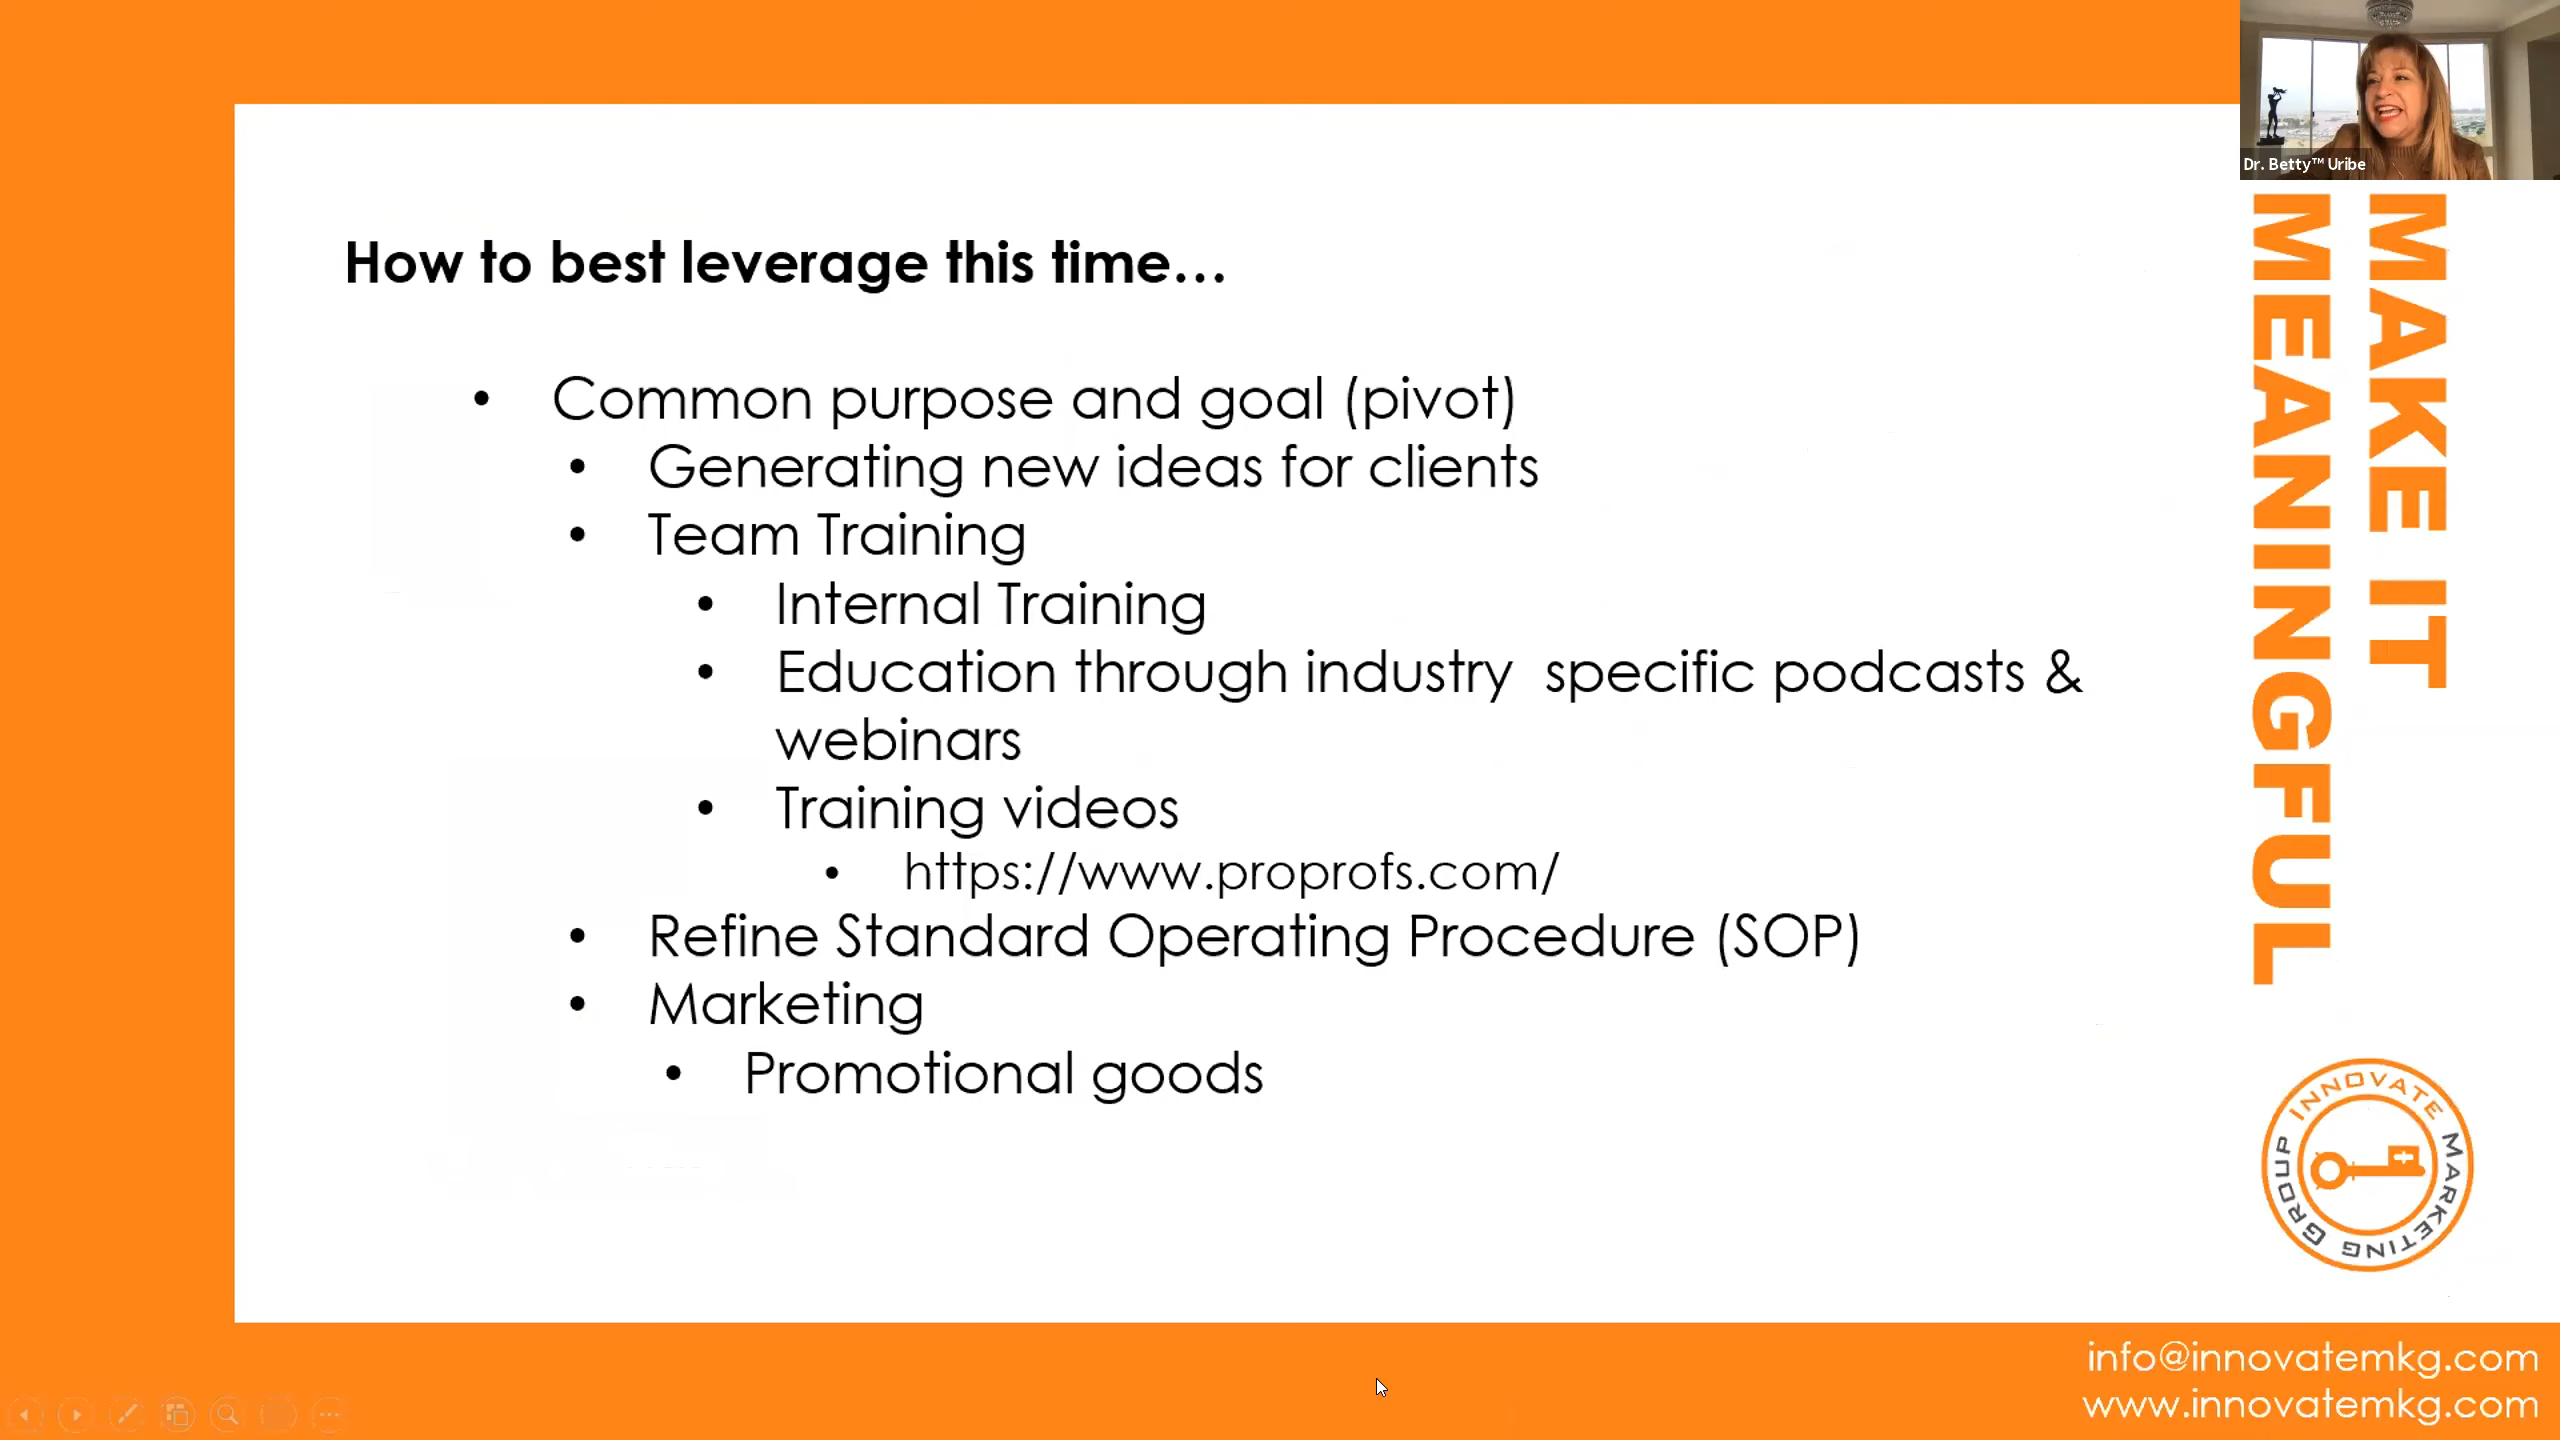 Dr. Betty™ Uribe
How to best leverage this time...
• Common purpose and goal (pivot)
• Generating new ideas for clients
• Team Training
• Internal Training
• Education through industry  specific podcasts &
webinars
• Training videos
• https://www.proprofs.com/
• Refine Standard Operating Procedure (SOP)
• Marketing
• Promotional goods
MAKE IT
MEANINGFUL
INNOVATE MARKETING GROUP
info@innovatemkg.com
www.innovatemkg.com